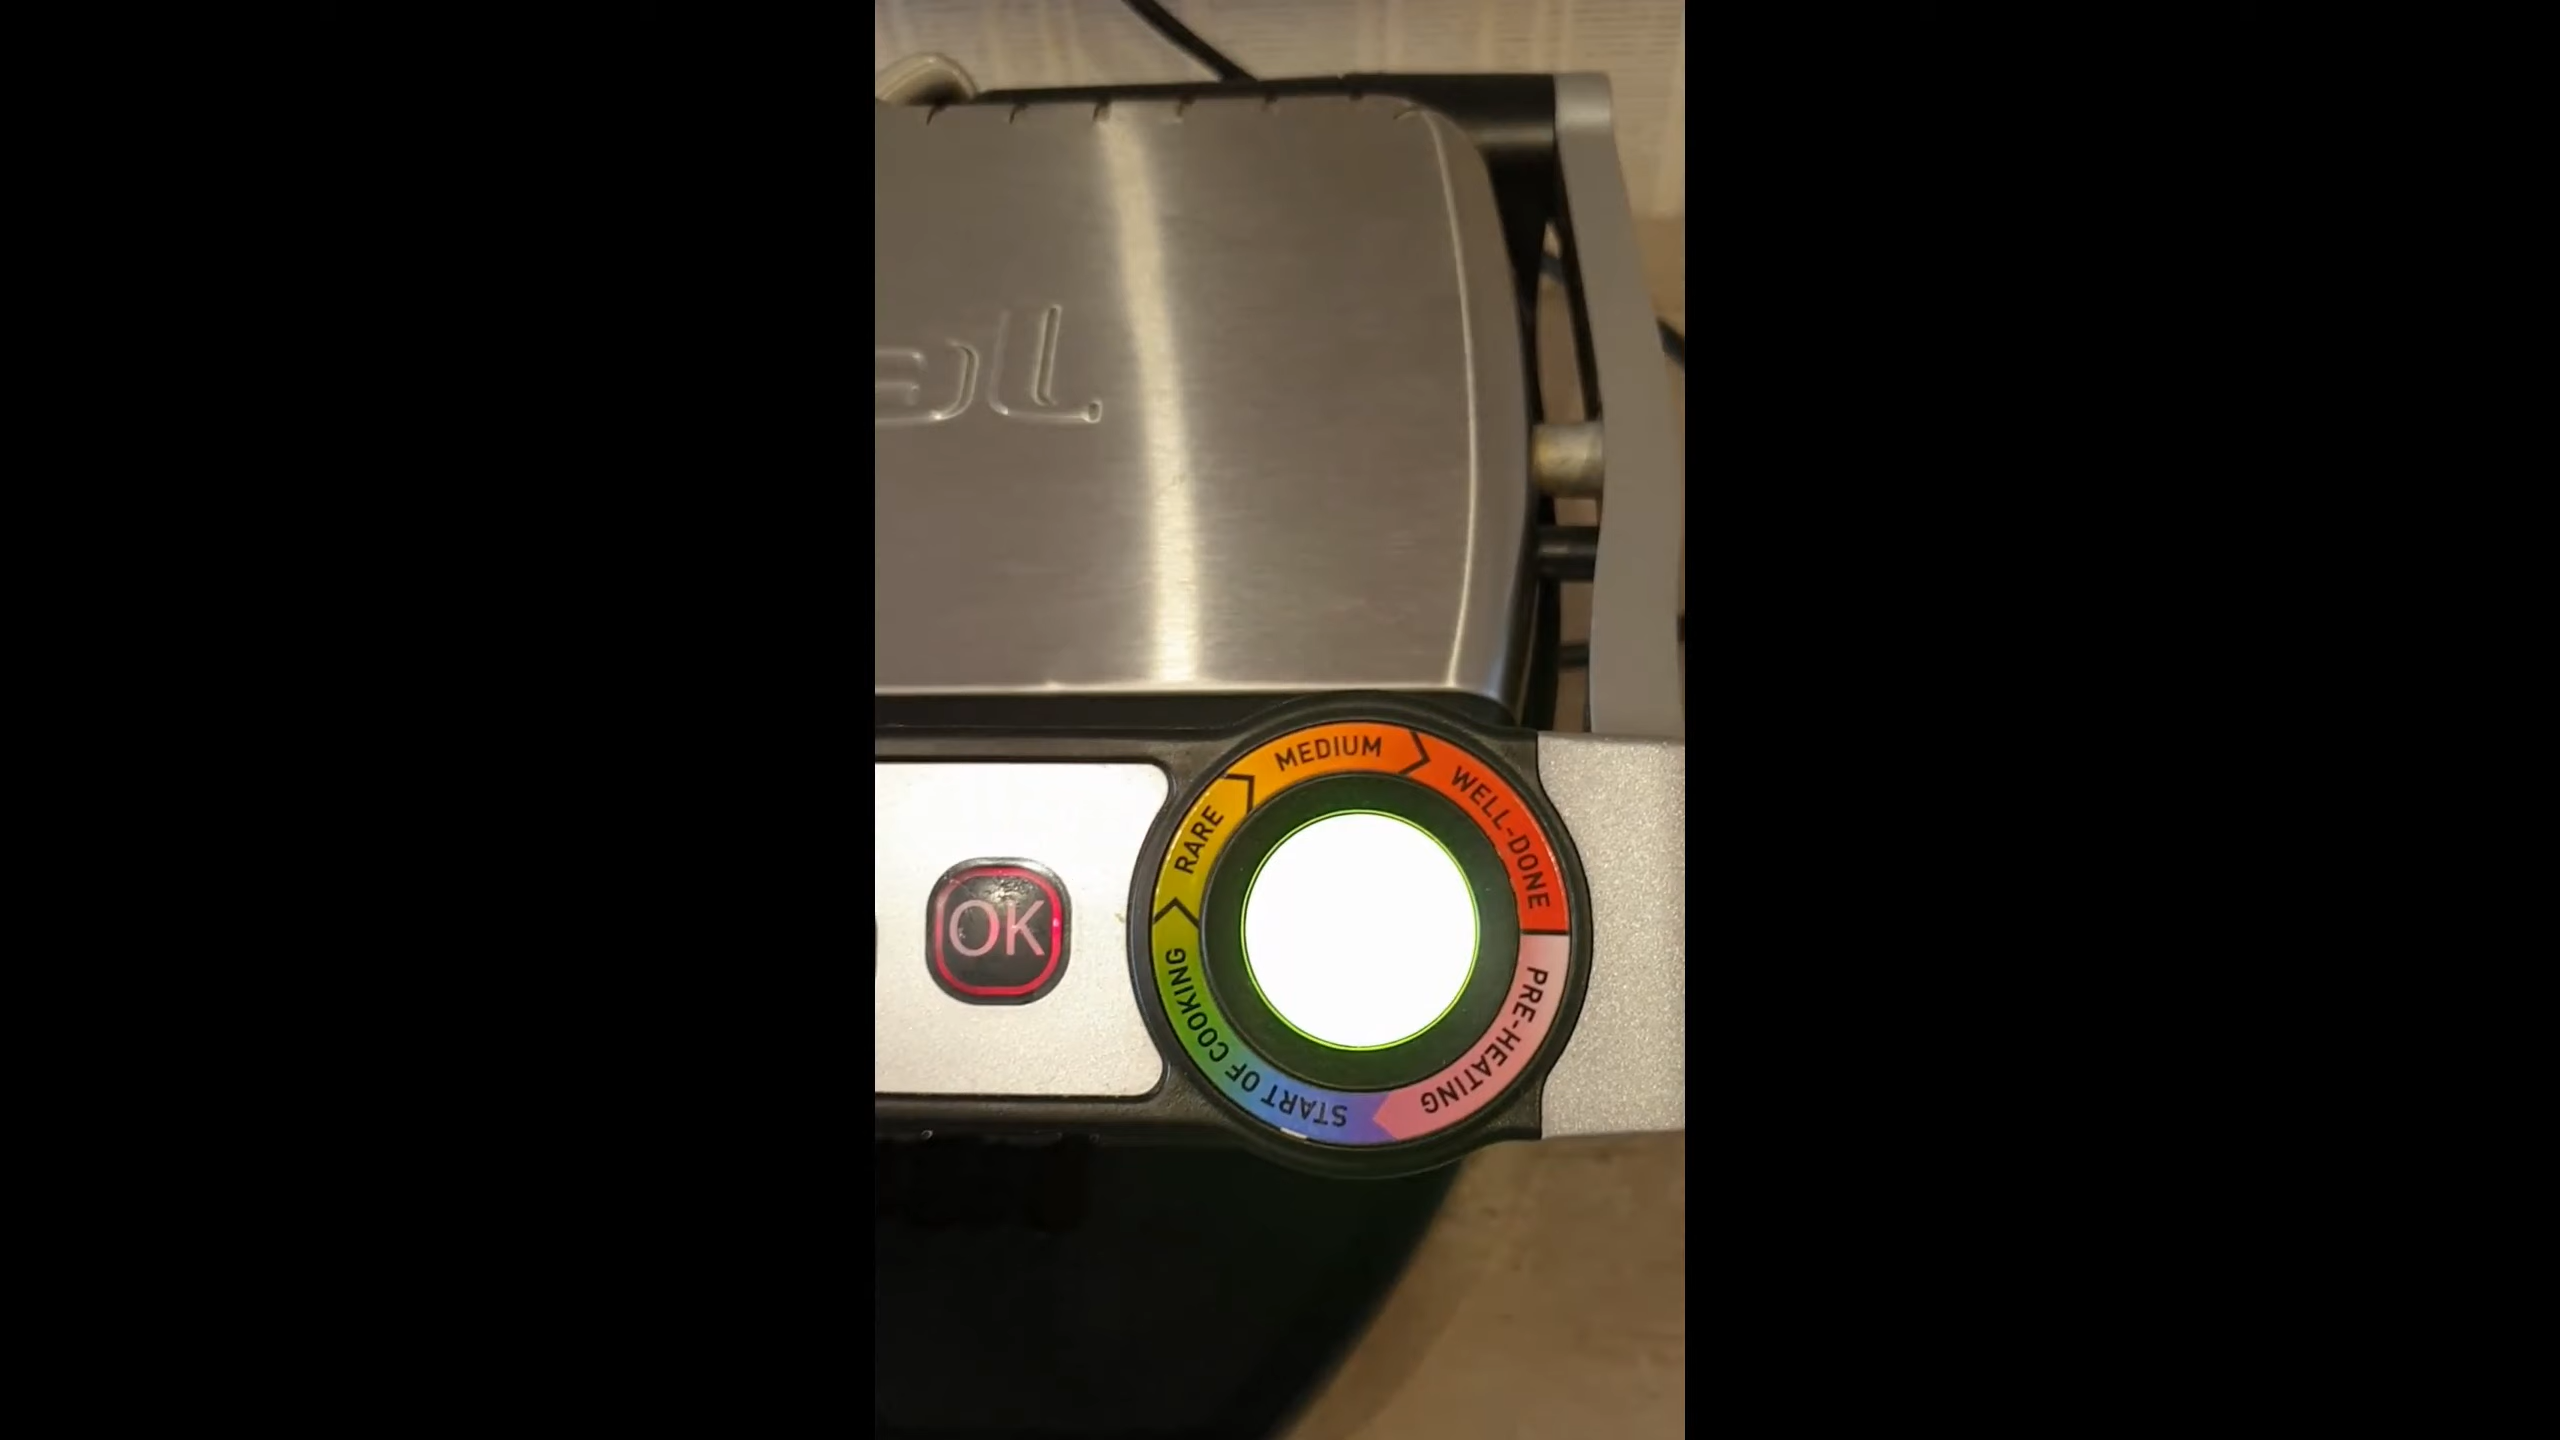 OK
PRE-HEATING
START OF COOKING
RARE
MEDIUM
WELL-DONE